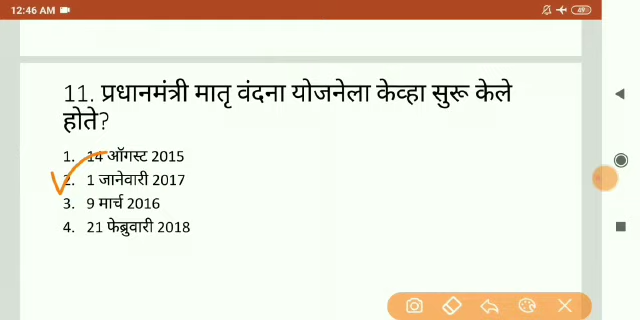 12:46 AM
49
11. प्रधानमंत्री मातृ वंदना योजनेला केव्हा सुरू केले
होते?
1. 14 ऑगस्ट 2015
2. 1 जानेवारी 2017
3. 9 मार्च 2016
4. 21 फेब्रुवारी 2018